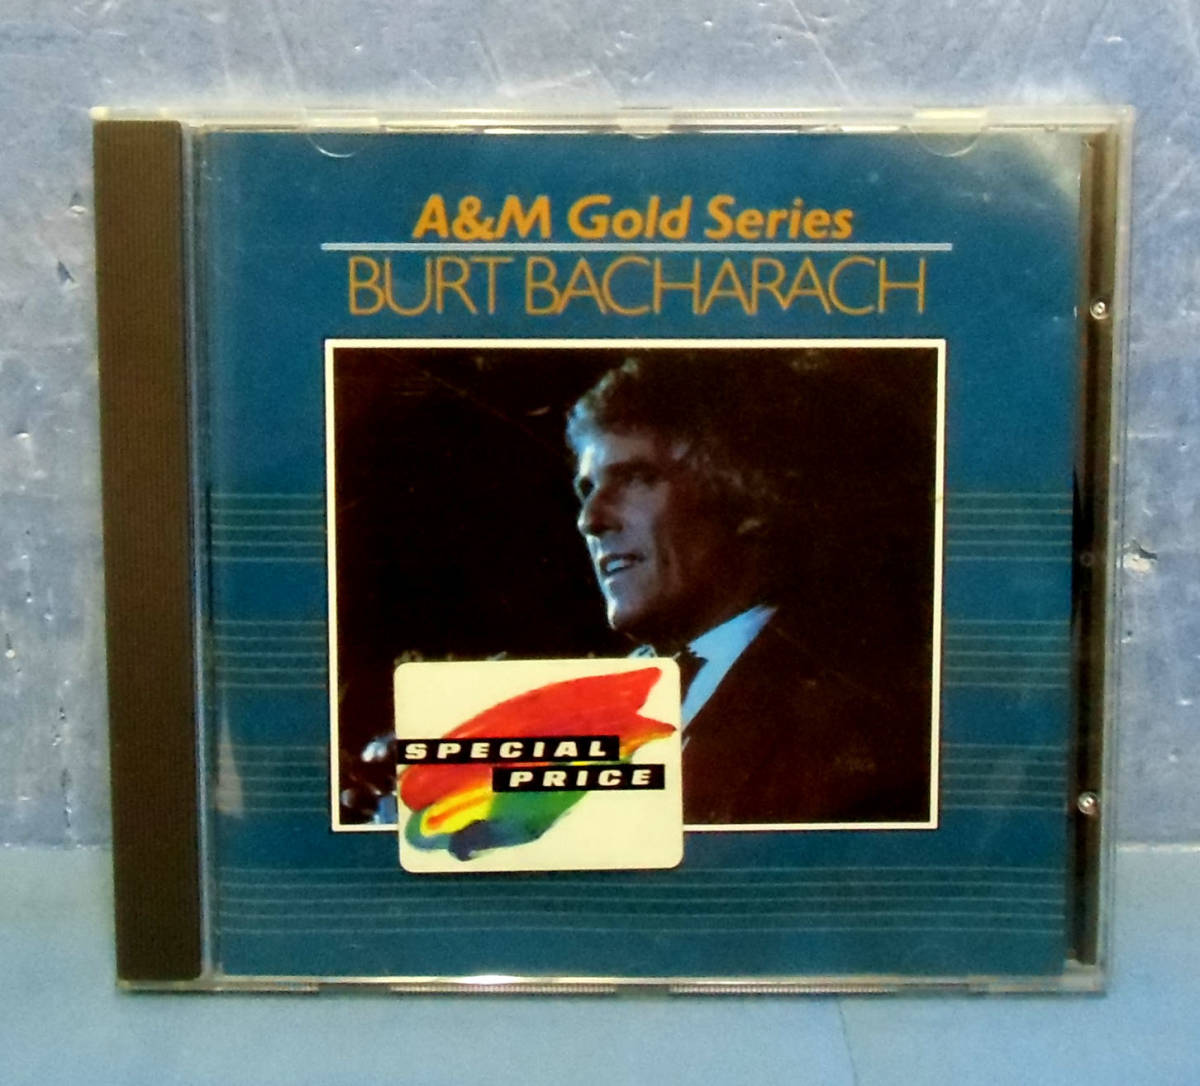 A&M Gold Series
BURT BACHARACH
SPECIAL
PRICE